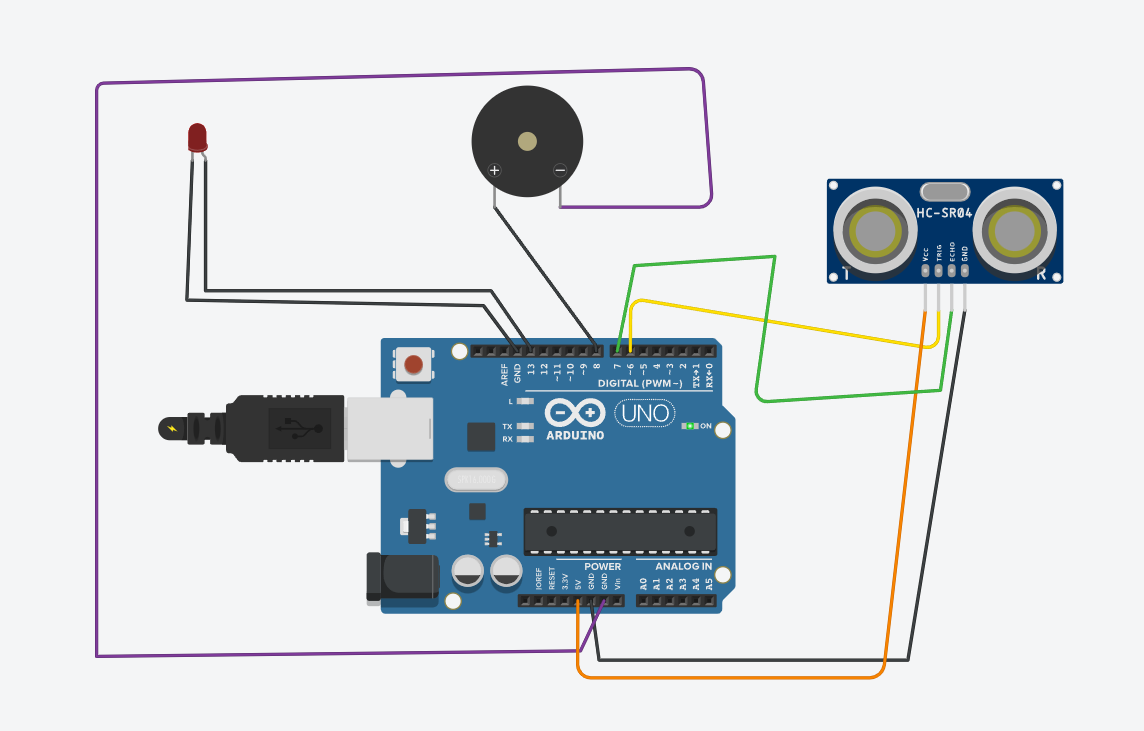 +
−
HC-SR04
VCC
TRIG
ECHO
GND
T
R
AREF
GND
13
12
~11
~10
~9
8
7
~6
~5
4
~3
2
TX→1
RX←0
DIGITAL (PWM~)
L
TX
RX
ARDUINO
UNO
ON
POWER
ANALOG IN
IOREF
RESET
3.3V
5V
GND
GND
Vin
A0
A1
A2
A3
A4
A5